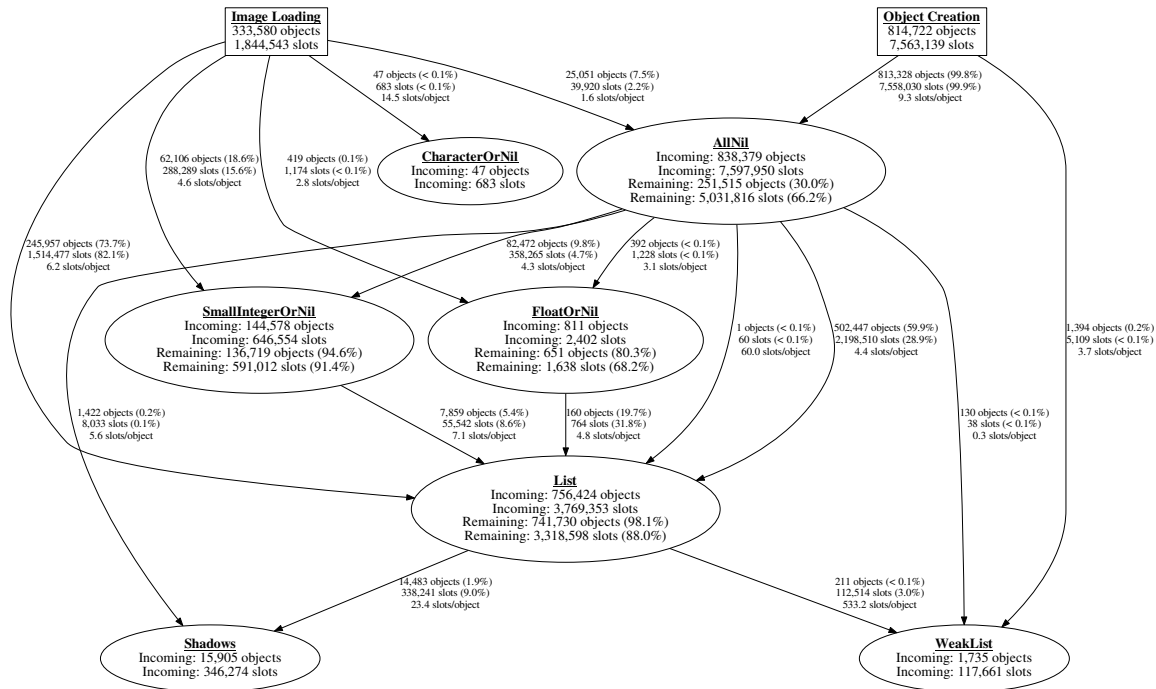 Image Loading
333,580 objects
1,844,543 slots
Object Creation
814,722 objects
7,563,139 slots
47 objects (< 0.1%)
683 slots (< 0.1%)
14.5 slots/object
25,051 objects (7.5%)
39,920 slots (2.2%)
1.6 slots/object
813,328 objects (99.8%)
7,558,030 slots (99.9%)
9.3 slots/object
62,106 objects (18.6%)
288,289 slots (15.6%)
4.6 slots/object
419 objects (0.1%)
1,174 slots (< 0.1%)
2.8 slots/object
CharacterOrNil
Incoming: 47 objects
Incoming: 683 slots
AllNil
Incoming: 838,379 objects
Incoming: 7,597,950 slots
Remaining: 251,515 objects (30.0%)
Remaining: 5,031,816 slots (66.2%)
245,957 objects (73.7%)
1,514,477 slots (82.1%)
6.2 slots/object
82,472 objects (9.8%)
358,265 slots (4.7%)
4.3 slots/object
392 objects (< 0.1%)
1,228 slots (< 0.1%)
3.1 slots/object
SmallIntegerOrNil
Incoming: 144,578 objects
Incoming: 646,554 slots
Remaining: 136,719 objects (94.6%)
Remaining: 591,012 slots (91.4%)
FloatOrNil
Incoming: 811 objects
Incoming: 2,402 slots
Remaining: 651 objects (80.3%)
Remaining: 1,638 slots (68.2%)
1 objects (< 0.1%)
60 slots (< 0.1%)
60.0 slots/object
502,447 objects (59.9%)
2,198,510 slots (28.9%)
4.4 slots/object
1,394 objects (0.2%)
5,109 slots (< 0.1%)
3.7 slots/object
1,422 objects (0.2%)
8,033 slots (0.1%)
5.6 slots/object
7,859 objects (5.4%)
55,542 slots (8.6%)
7.1 slots/object
160 objects (19.7%)
764 slots (31.8%)
4.8 slots/object
130 objects (< 0.1%)
38 slots (< 0.1%)
0.3 slots/object
List
Incoming: 756,424 objects
Incoming: 3,769,353 slots
Remaining: 741,730 objects (98.1%)
Remaining: 3,318,598 slots (88.0%)
14,483 objects (1.9%)
338,241 slots (9.0%)
23.4 slots/object
211 objects (< 0.1%)
112,514 slots (3.0%)
533.2 slots/object
Shadows
Incoming: 15,905 objects
Incoming: 346,274 slots
WeakList
Incoming: 1,735 objects
Incoming: 117,661 slots